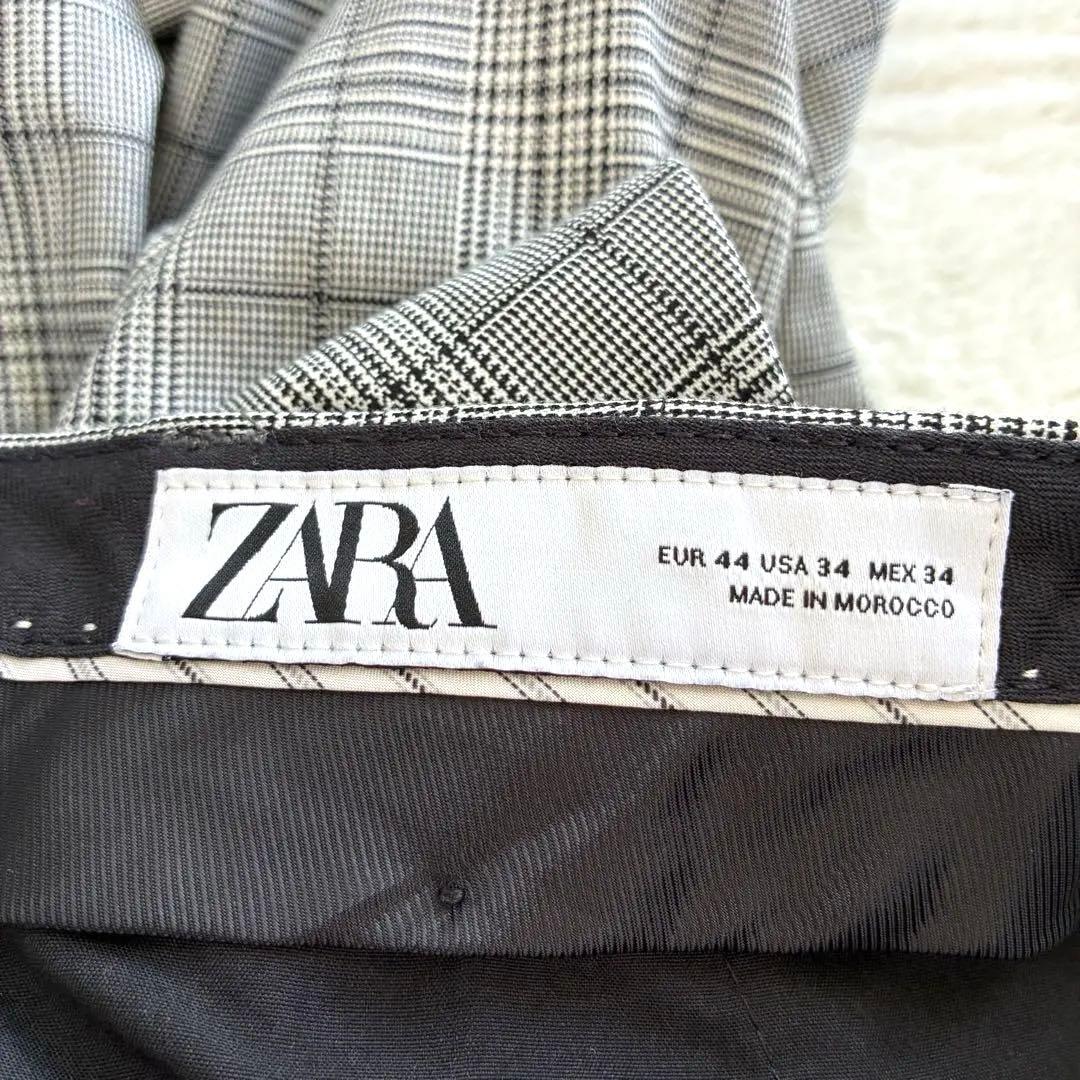 ZARA
EUR 44 USA 34 MEX 34
MADE IN MOROCCO